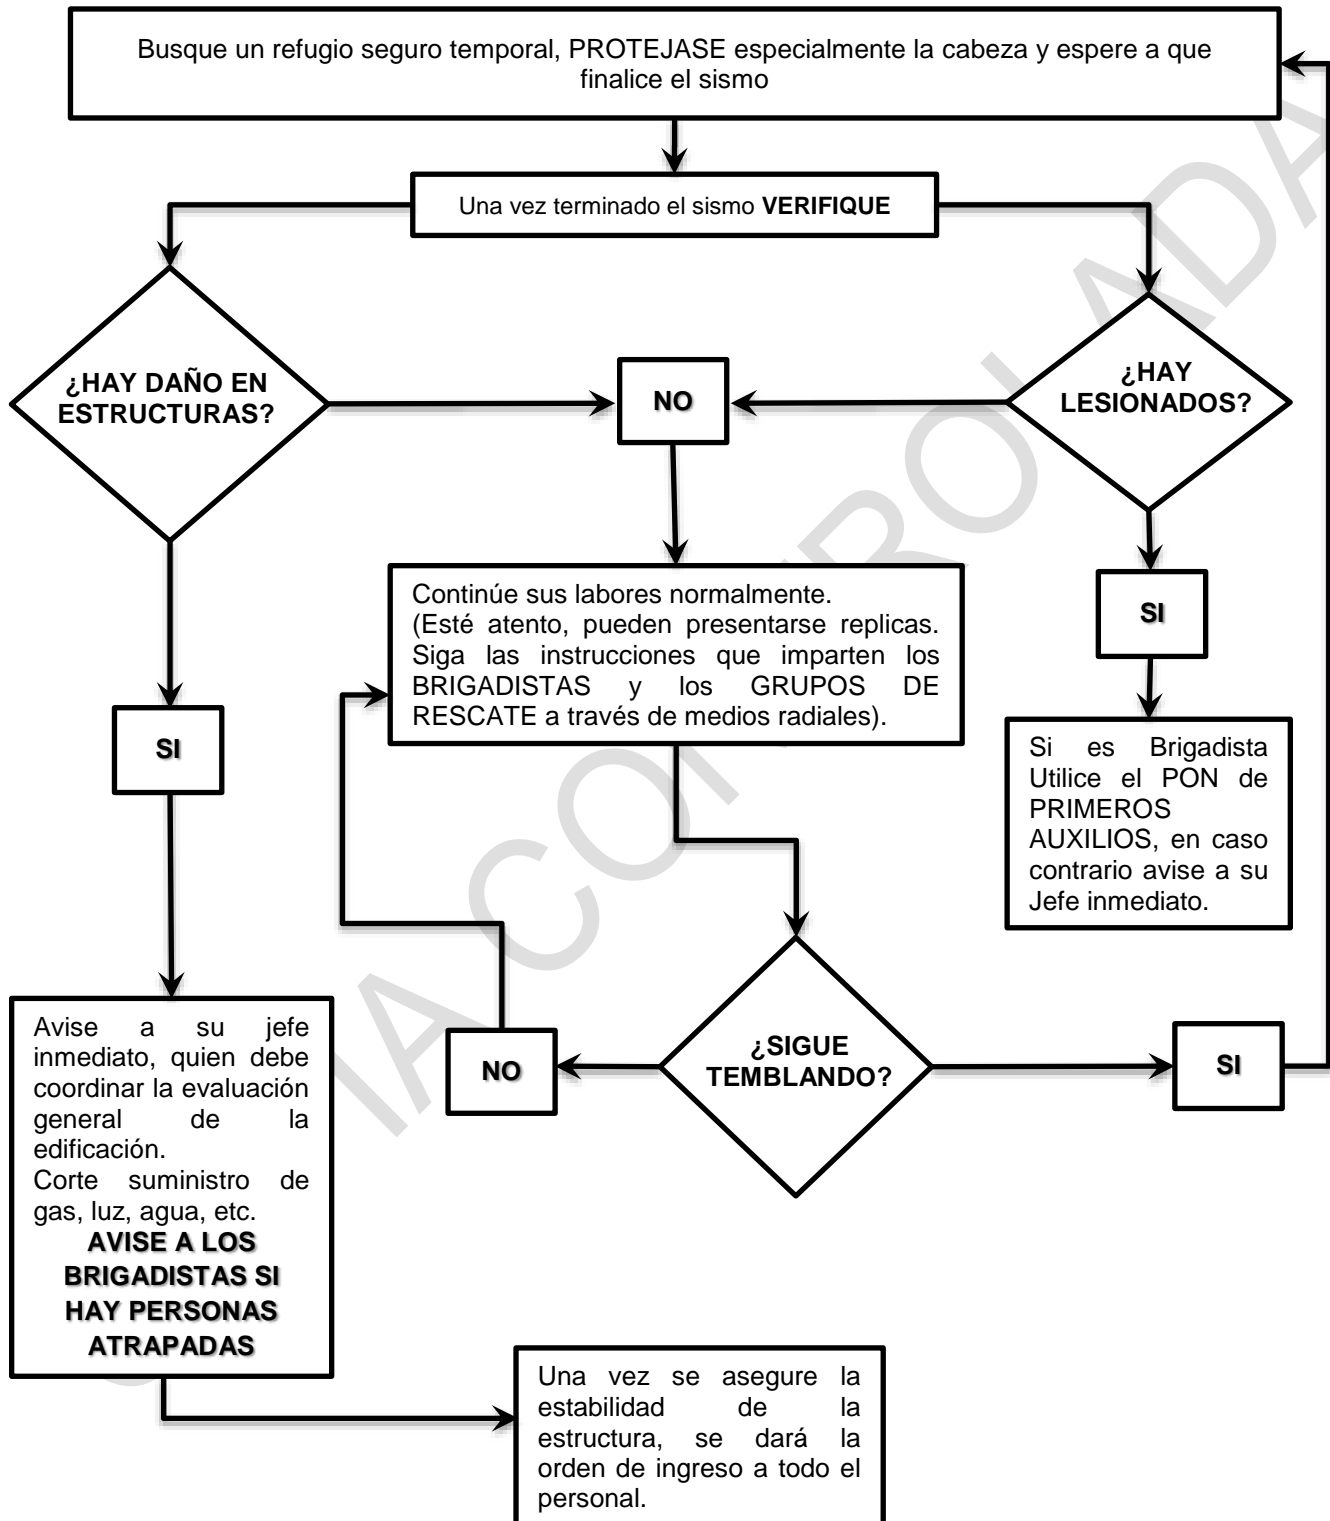 Busque un refugio seguro temporal, PROTEJASE especialmente la cabeza y espere a que
finalice el sismo
Una vez terminado el sismo VERIFIQUE
¿HAY DAÑO EN
ESTRUCTURAS?
NO
¿HAY
LESIONADOS?
Continúe sus labores normalmente.
(Esté atento, pueden presentarse replicas.
Siga las instrucciones que imparten los
BRIGADISTAS y los GRUPOS DE
RESCATE a través de medios radiales).
SI
SI
Si es Brigadista
Utilice el PON de
PRIMEROS
AUXILIOS, en caso
contrario avise a su
Jefe inmediato.
¿SIGUE
TEMBLANDO?
NO
SI
Avise a su jefe
inmediato, quien debe
coordinar la evaluación
general de la
edificación.
Corte suministro de
gas, luz, agua, etc.
AVISE A LOS
BRIGADISTAS SI
HAY PERSONAS
ATRAPADAS
Una vez se asegure la
estabilidad de la
estructura, se dará la
orden de ingreso a todo el
personal.